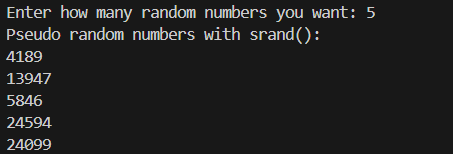 Enter how many random numbers you want: 5
Pseudo random numbers with srand():
4189
13947
5846
24594
24099